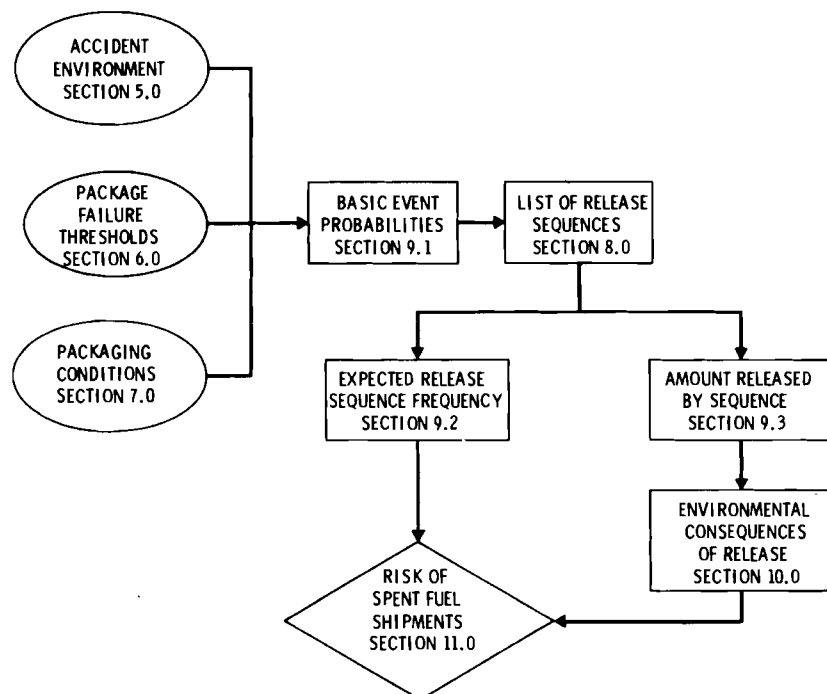 ACCIDENT
ENVIRONMENT
SECTION 5.0
PACKAGE
FAILURE
THRESHOLDS
SECTION 6.0
BASIC EVENT
PROBABILITIES
SECTION 9.1
LIST OF RELEASE
SEQUENCES
SECTION 8.0
PACKAGING
CONDITIONS
SECTION 7.0
EXPECTED RELEASE
SEQUENCE FREQUENCY
SECTION 9.2
AMOUNT RELEASED
BY SEQUENCE
SECTION 9.3
ENVIRONMENTAL
CONSEQUENCES
OF RELEASE
SECTION 10.0
RISK OF
SPENT FUEL
SHIPMENTS
SECTION 11.0